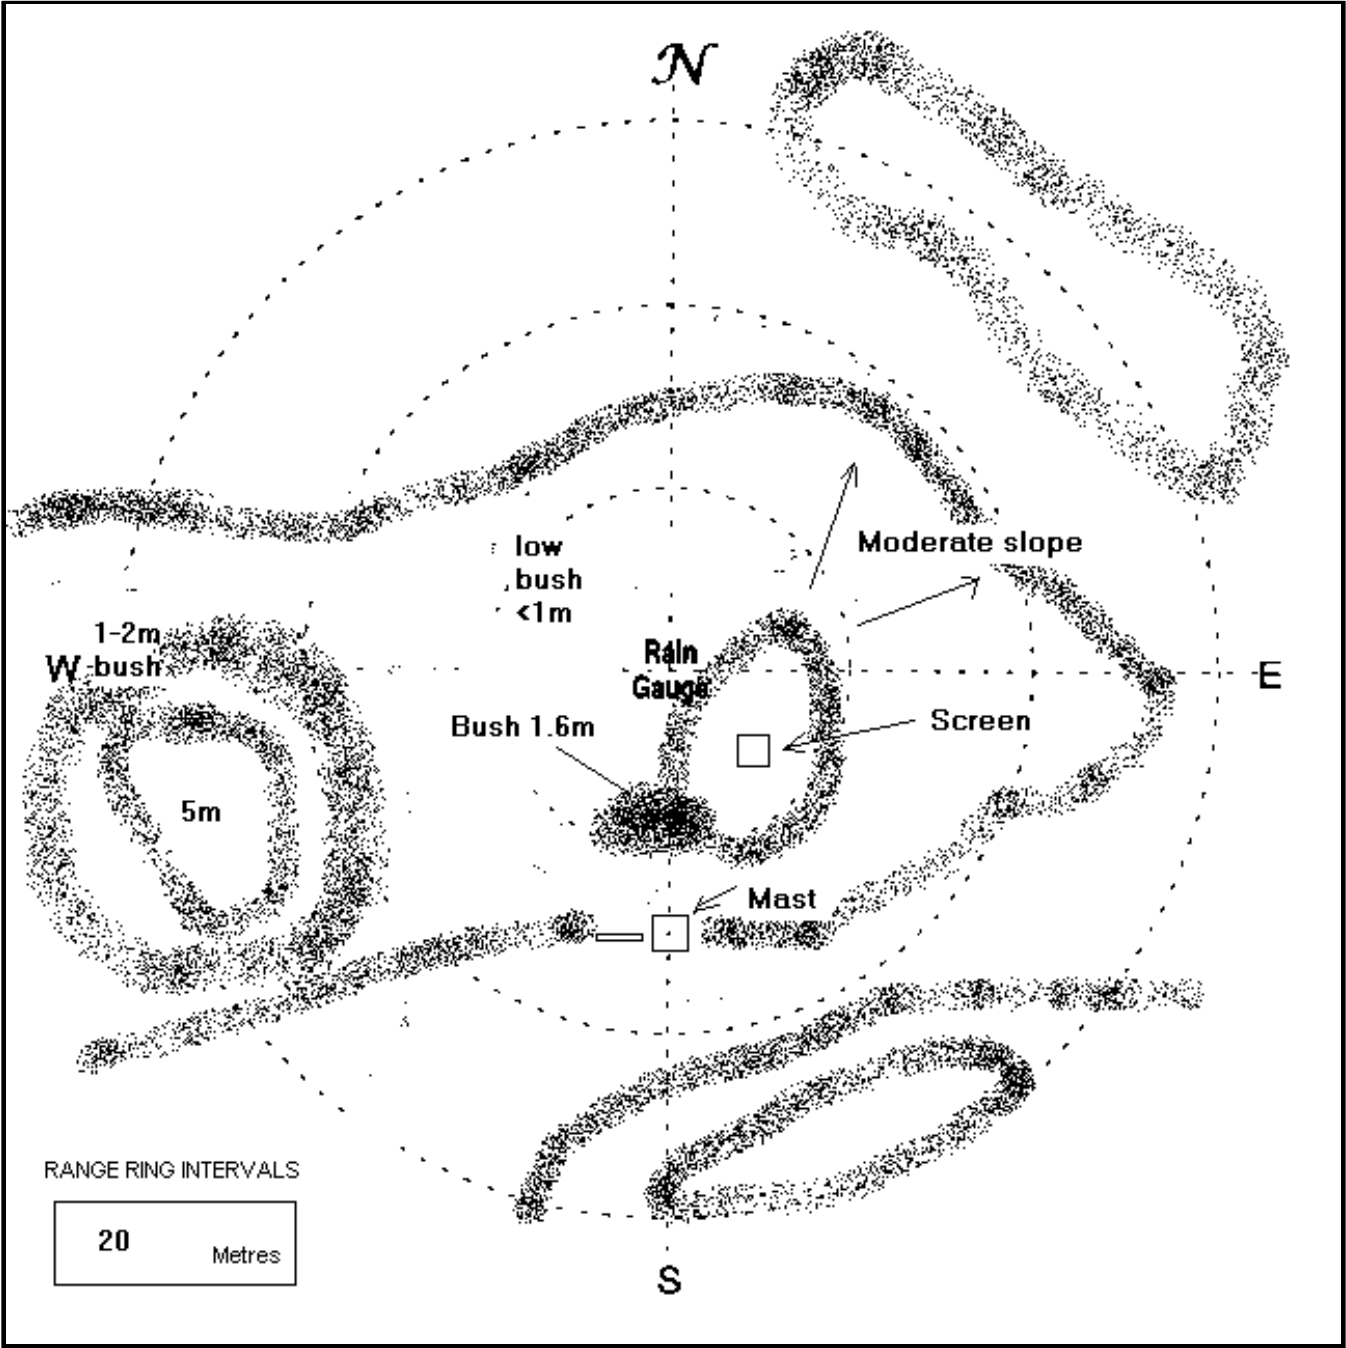 N
low
bush
<1m
Moderate slope
1-2m
bush
W
Rain
Gauge
E
Bush 1.6m
Screen
5m
Mast
RANGE RING INTERVALS
20 Metres
S